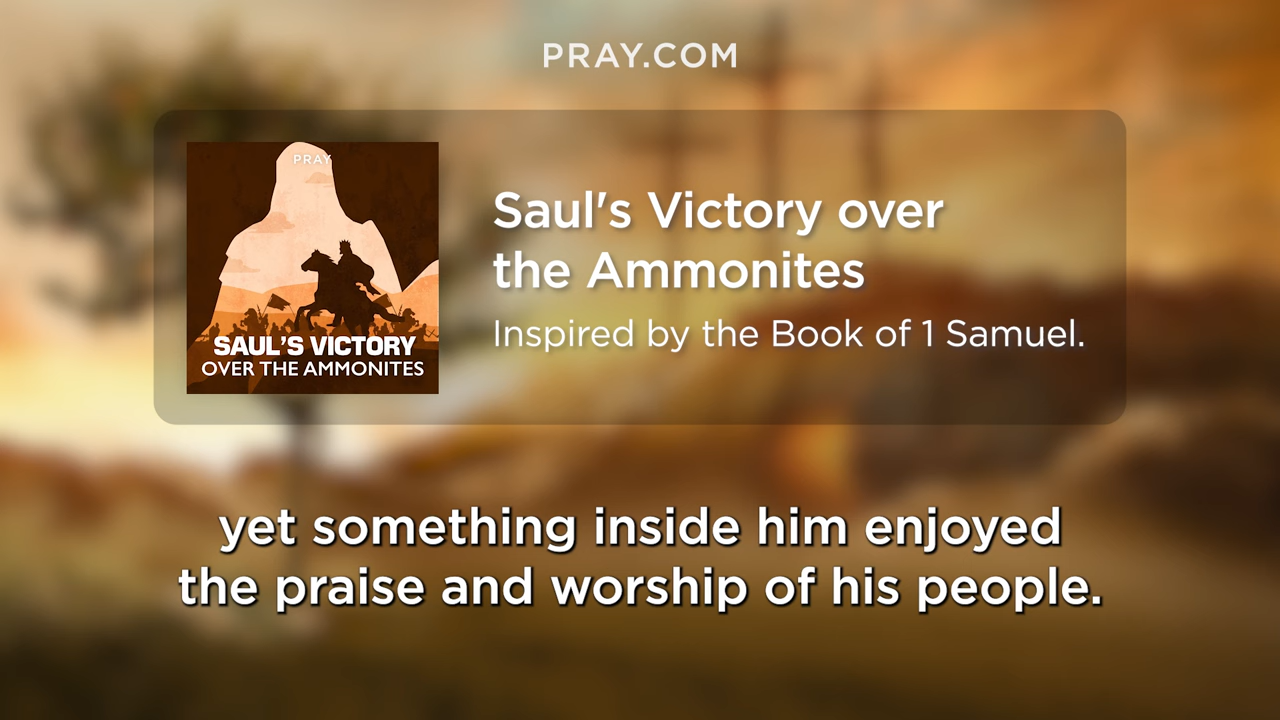 PRAY.COM
PRAY
SAUL'S VICTORY
OVER THE AMMONITES
Saul's Victory over
the Ammonites
Inspired by the Book of 1 Samuel.
yet something inside him enjoyed
the praise and worship of his people.